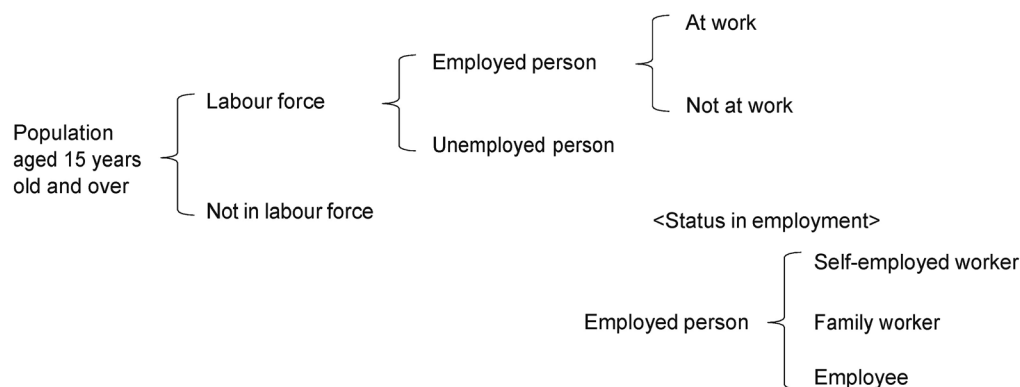 At work
Employed person
Labour force
Not at work
Population
aged 15 years
old and over
Unemployed person
Not in labour force
<Status in employment>
Self-employed worker
Employed person
Family worker
Employee